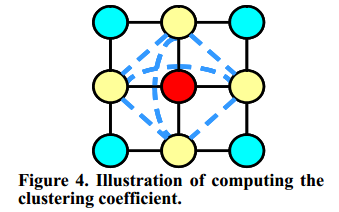 Figure 4. Illustration of computing the
clustering coefficient.